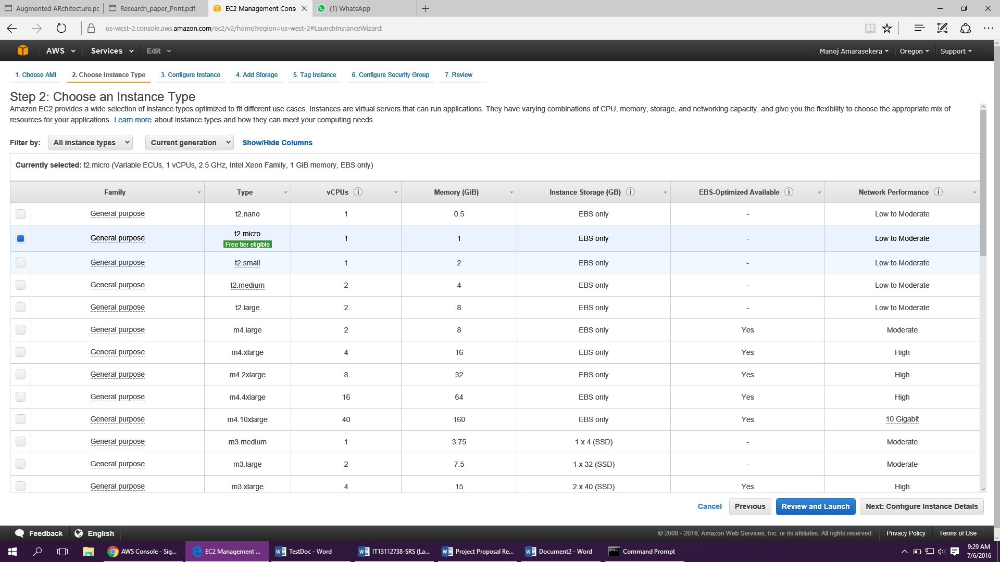 Augmented ARchitecture.pc
Research_paper_Print.pdf
EC2 Management Cons
(1) WhatsApp
us-west-2.console.aws.amazon.com/ec2/v2/home?region=us-west-2#LaunchInstanceWizard:
AWS Services Edit Manoj Amarasekera Oregon Support
1. Choose AMI 2. Choose Instance Type 3. Configure Instance 4. Add Storage 5. Tag Instance 6. Configure Security Group 7. Review
Step 2: Choose an Instance Type
Amazon EC2 provides a wide selection of instance types optimized to fit different use cases. Instances are virtual servers that can run applications. They have varying combinations of CPU, memory, storage, and networking capacity, and give you the flexibility to choose the appropriate mix of
resources for your applications. Learn more about instance types and how they can meet your computing needs.
Filter by: All instance types Current generation Show/Hide Columns
Currently selected: t2.micro (Variable ECUs, 1 vCPUs, 2.5 GHz, Intel Xeon Family, 1 GiB memory, EBS only)
Family Type vCPUs Memory (GiB) Instance Storage (GB) EBS-Optimized Available Network Performance
General purpose t2.nano 1 0.5 EBS only - Low to Moderate
General purpose t2.micro Free tier eligible 1 1 EBS only - Low to Moderate
General purpose t2.small 1 2 EBS only - Low to Moderate
General purpose t2.medium 2 4 EBS only - Low to Moderate
General purpose t2.large 2 8 EBS only - Low to Moderate
General purpose m4.large 2 8 EBS only Yes Moderate
General purpose m4.xlarge 4 16 EBS only Yes High
General purpose m4.2xlarge 8 32 EBS only Yes High
General purpose m4.4xlarge 16 64 EBS only Yes High
General purpose m4.10xlarge 40 160 EBS only Yes 10 Gigabit
General purpose m3.medium 1 3.75 1 x 4 (SSD) - Moderate
General purpose m3.large 2 7.5 1 x 32 (SSD) - Moderate
General purpose m3.xlarge 4 15 2 x 40 (SSD) Yes High
Cancel Previous Review and Launch Next: Configure Instance Details
Feedback English © 2008 - 2016, Amazon Web Services, Inc. or its affiliates. All rights reserved. Privacy Policy Terms of Use
AWS Console - Sig... EC2 Management ... TestDoc - Word IT13112738-SRS (La... Project Proposal Re... Document2 - Word Command Prompt
9:29 AM
7/6/2016